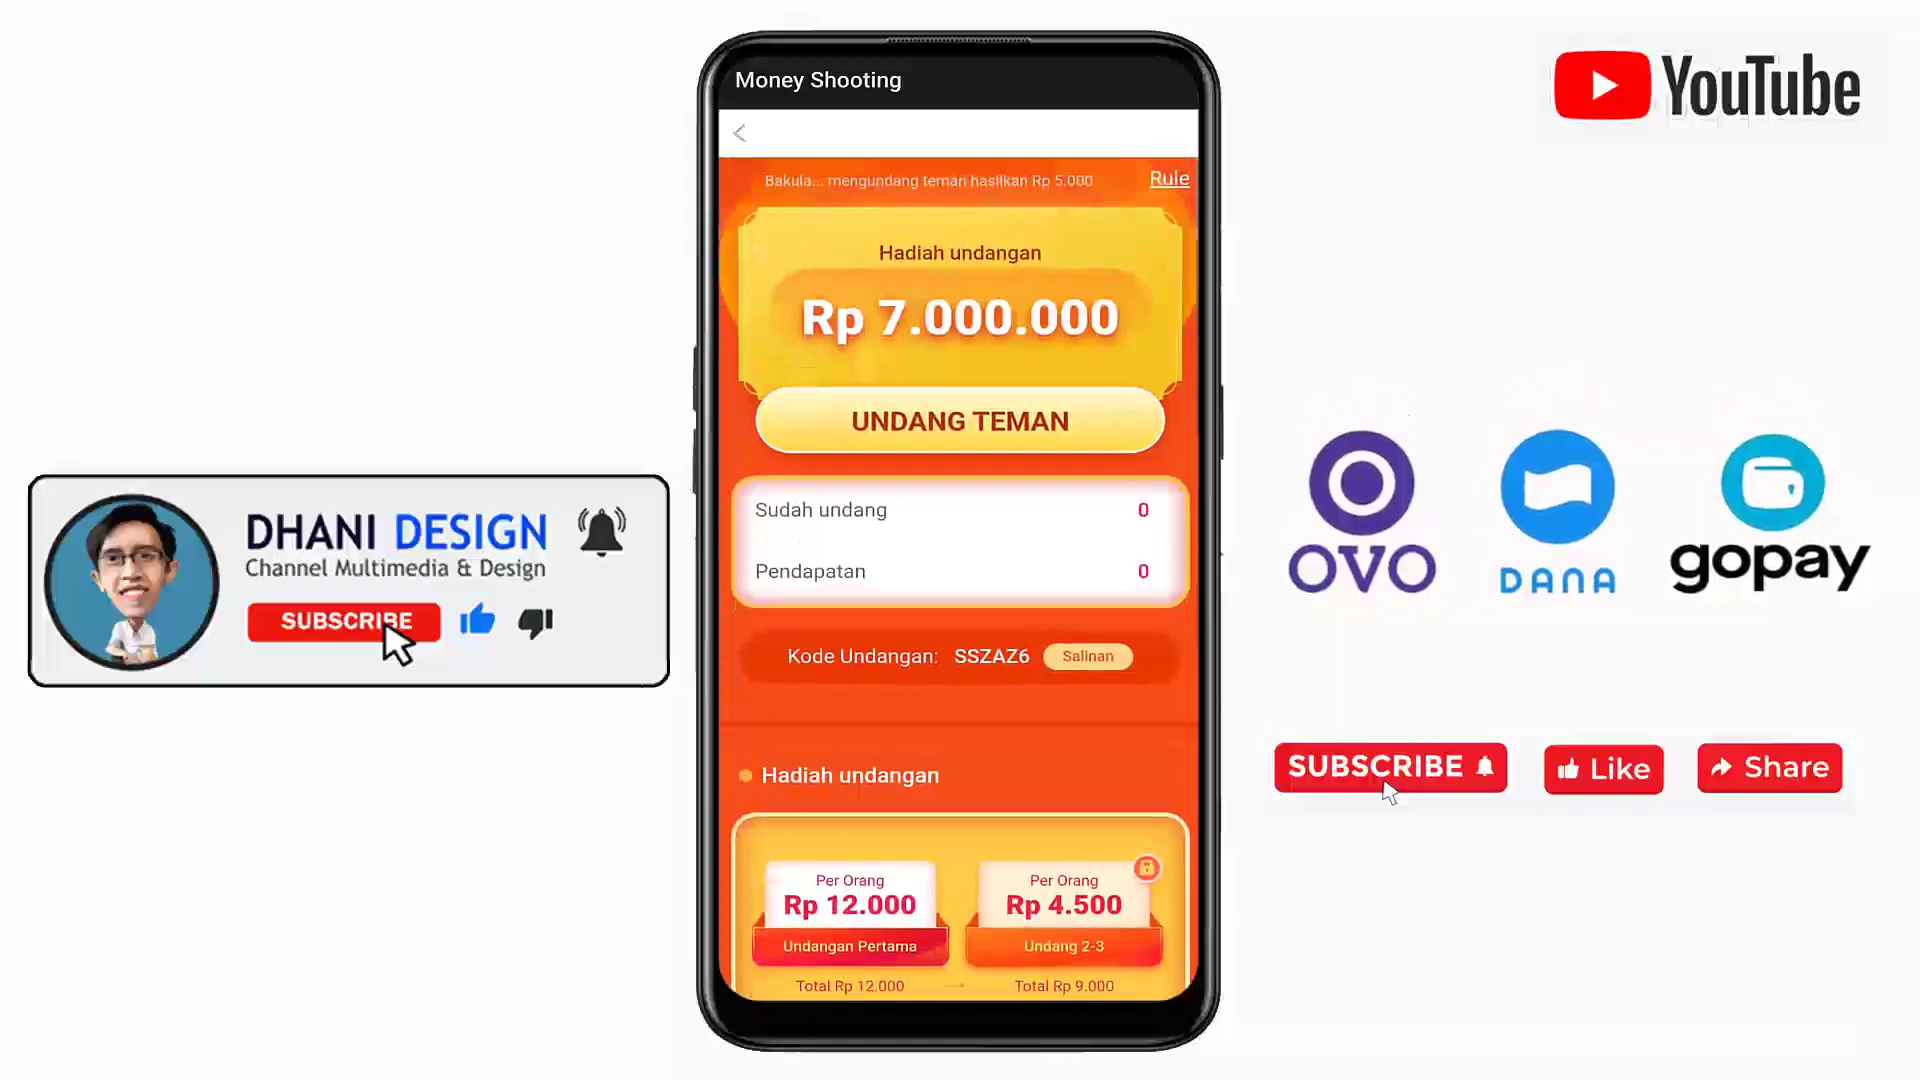 Money Shooting
YouTube
Bakula... mengundang teman hasilkan Rp 5.000
Rule
Hadiah undangan
Rp 7.000.000
UNDANG TEMAN
Sudah undang 0
Pendapatan 0
Kode Undangan: SSZAZ6 Salinan
Hadiah undangan
Per Orang
Rp 12.000
Undangan Pertama
Total Rp 12.000
Per Orang
Rp 4.500
Undang 2-3
Total Rp 9.000
DHANI DESIGN
Channel Multimedia & Design
SUBSCRIBE
OVO
DANA
gopay
SUBSCRIBE
Like
Share